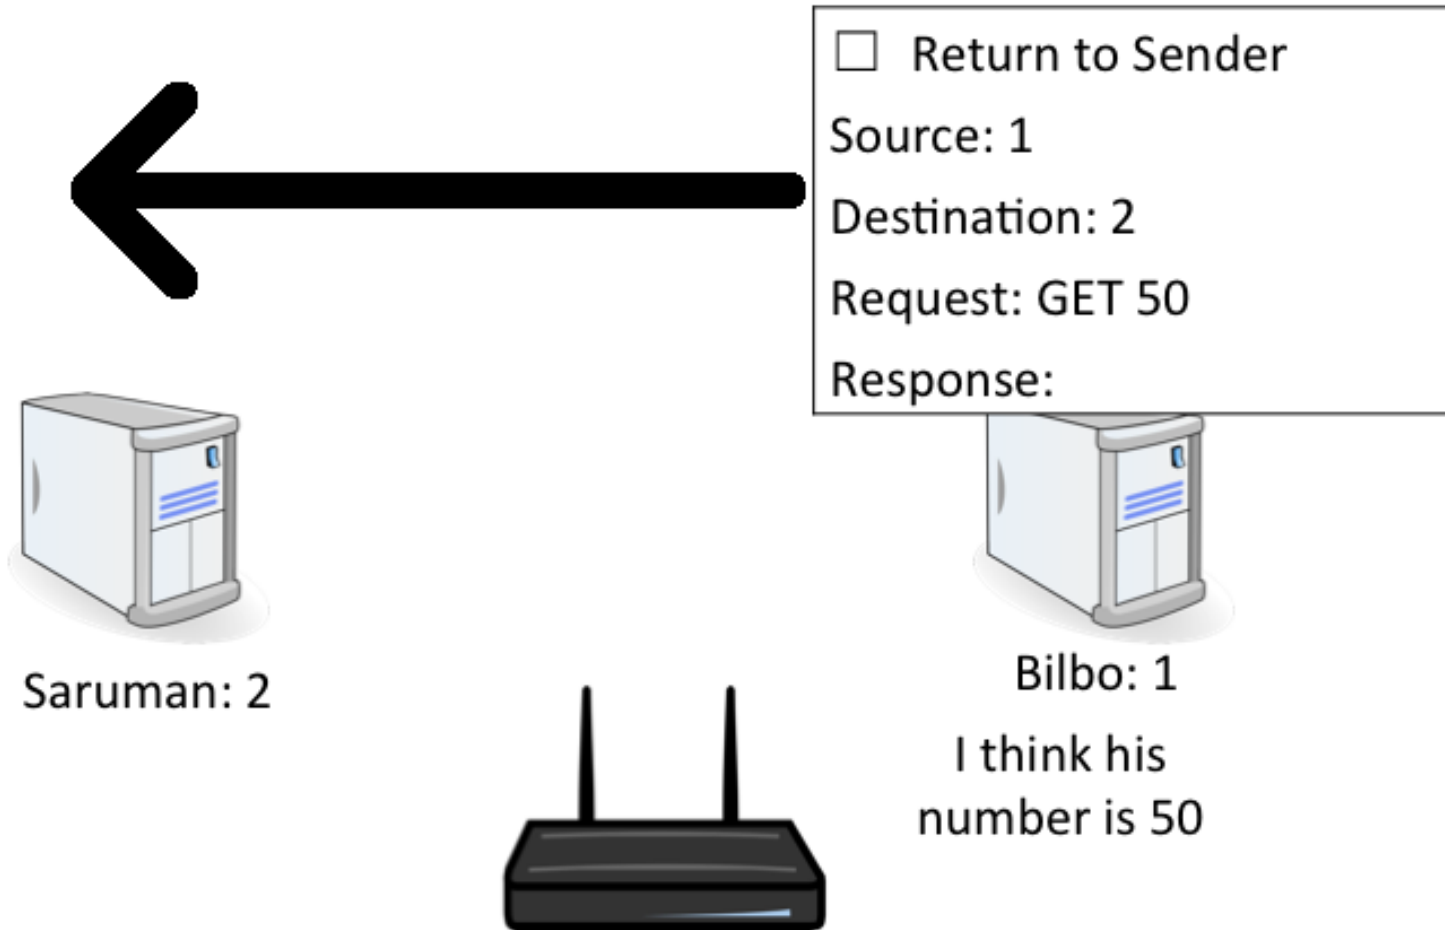 ☐ Return to Sender
Source: 1
Destination: 2
Request: GET 50
Response:
Saruman: 2
Bilbo: 1
I think his
number is 50